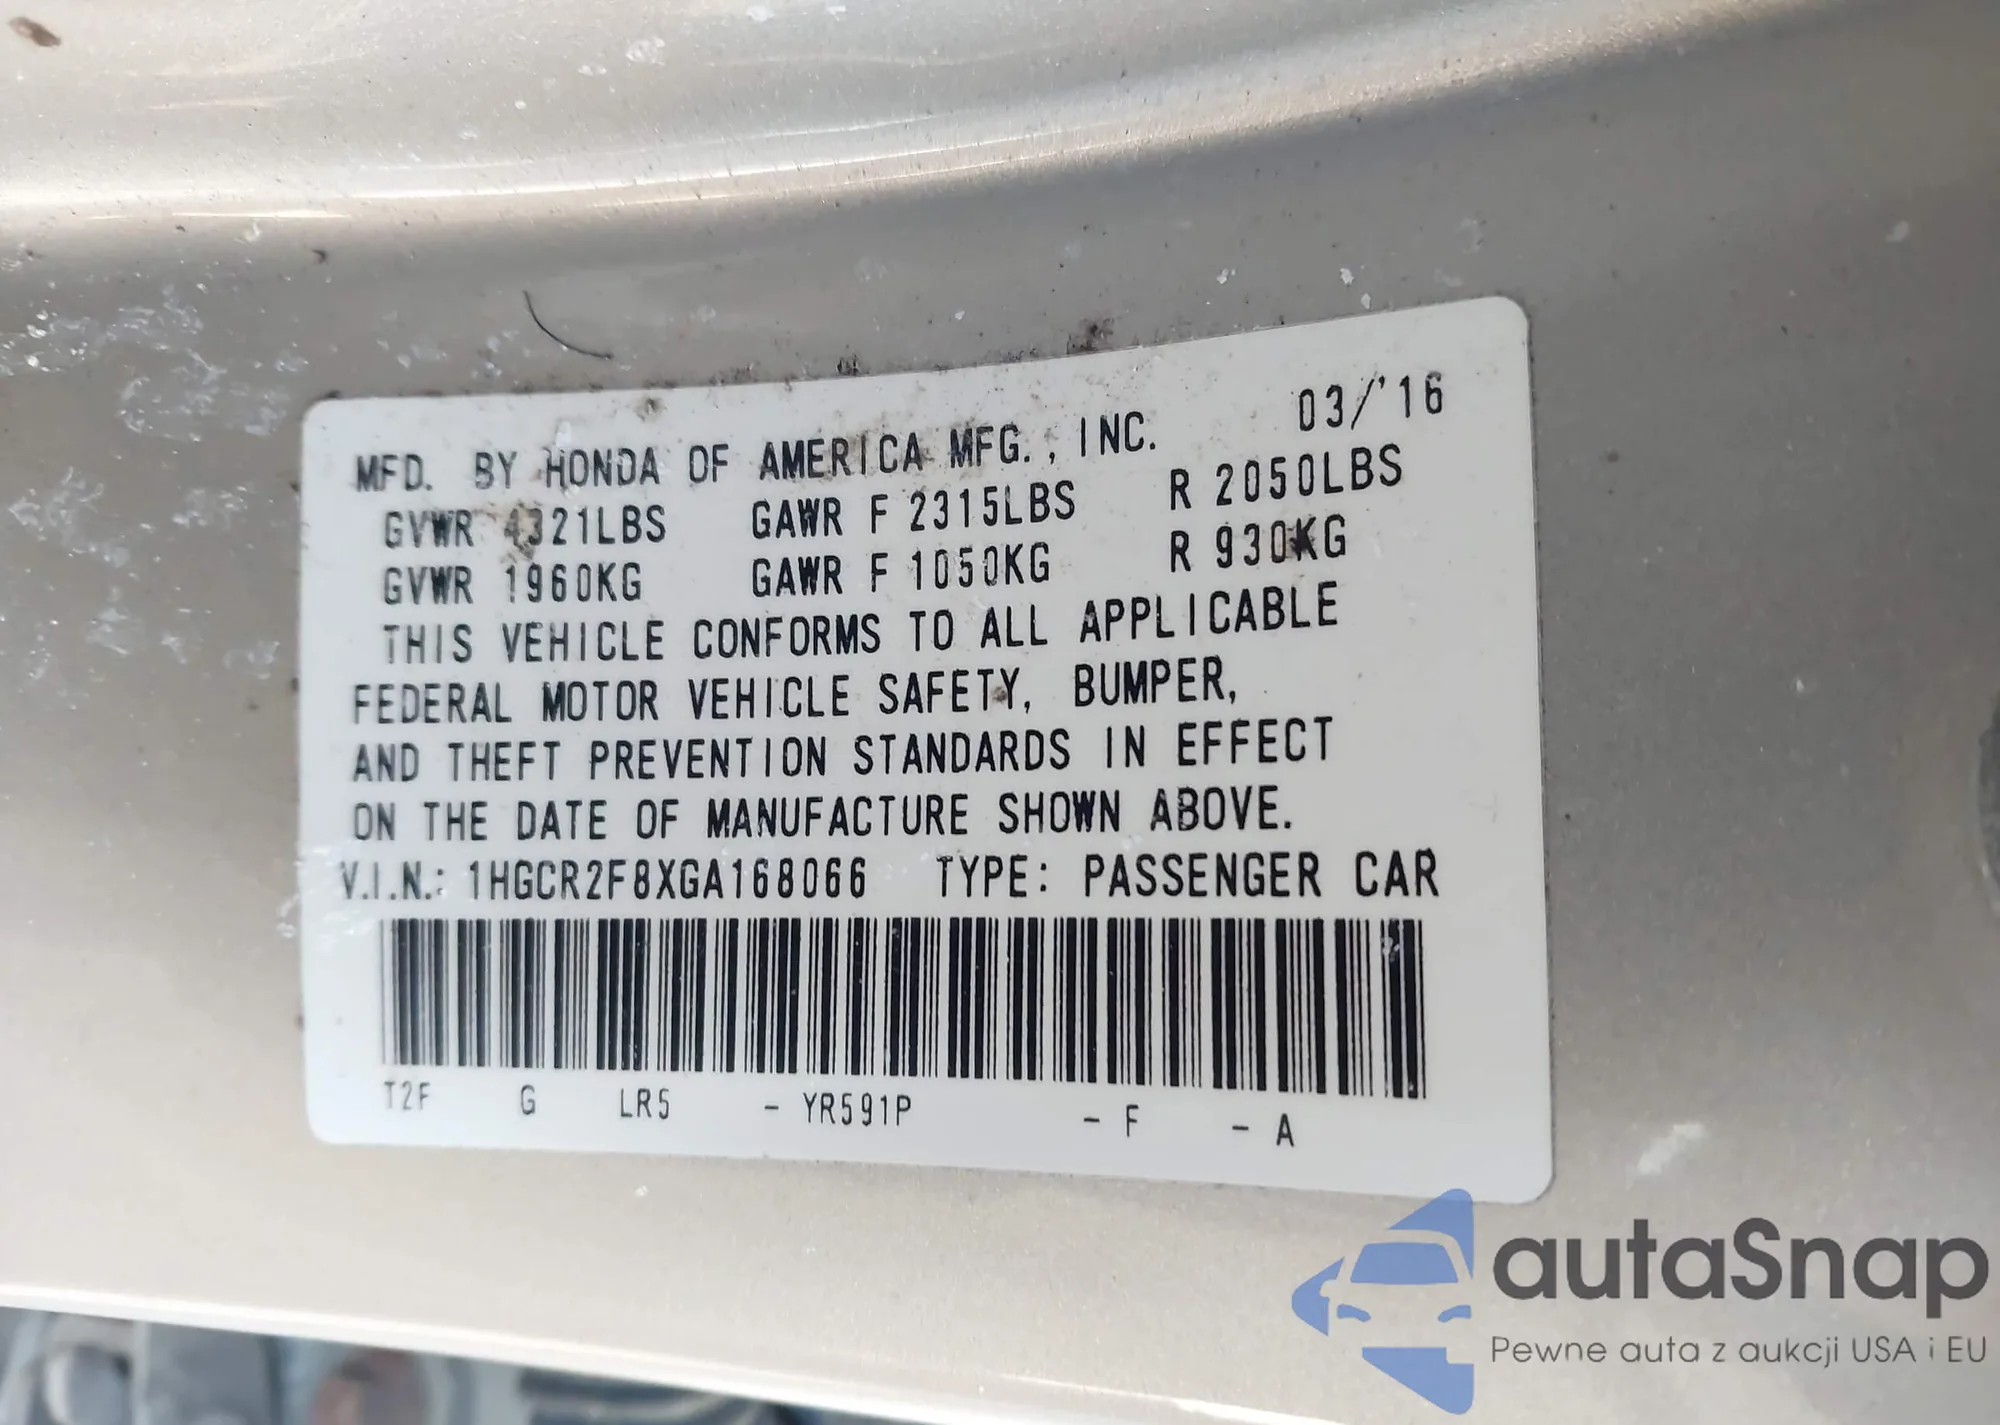 03/'16
MFD. BY HONDA OF AMERICA MFG., INC.
GVWR 4321LBS GAWR F 2315LBS R 2050LBS
GVWR 1960KG GAWR F 1050KG R 930KG
THIS VEHICLE CONFORMS TO ALL APPLICABLE
FEDERAL MOTOR VEHICLE SAFETY, BUMPER,
AND THEFT PREVENTION STANDARDS IN EFFECT
ON THE DATE OF MANUFACTURE SHOWN ABOVE.
V.I.N.: 1HGCR2F8XGA168066 TYPE: PASSENGER CAR
T2F G LR5 - YR591P - F - A
autaSnap
Pewne auta z aukcji USA i EU